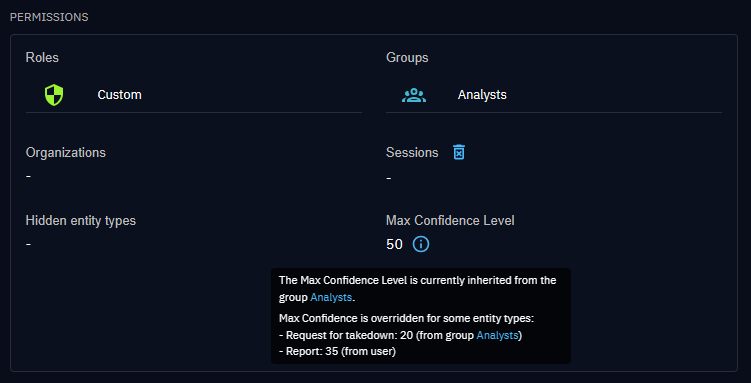 PERMISSIONS
Roles
Groups
Custom
Analysts
Organizations
Sessions
-
-
Hidden entity types
Max Confidence Level
-
50
The Max Confidence Level is currently inherited from the
group Analysts.
Max Confidence is overridden for some entity types:
- Request for takedown: 20 (from group Analysts)
- Report: 35 (from user)